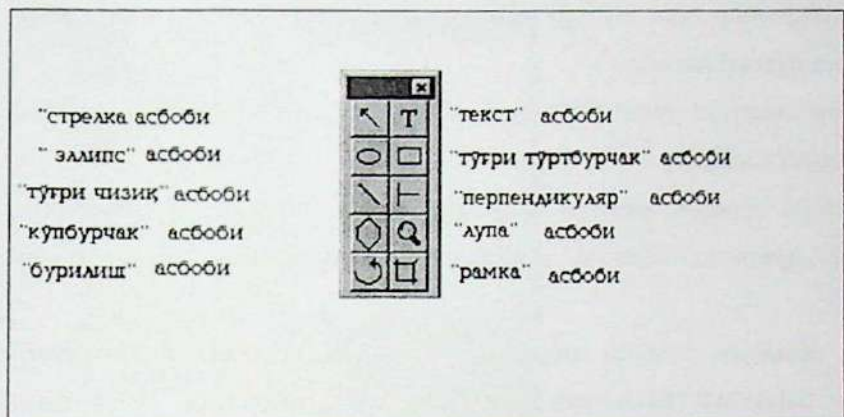 "стрелка асбоби
" эллипс" асбоби
"тўғри чизиқ" асбоби
"кўпбурчак" асбоби
"бурилиш" асбоби
T
"текст" асбоби
"тўғри тўртбурчак" асбоби
"перпендикуляр" асбоби
"лупа" асбоби
"рамка" асбоби